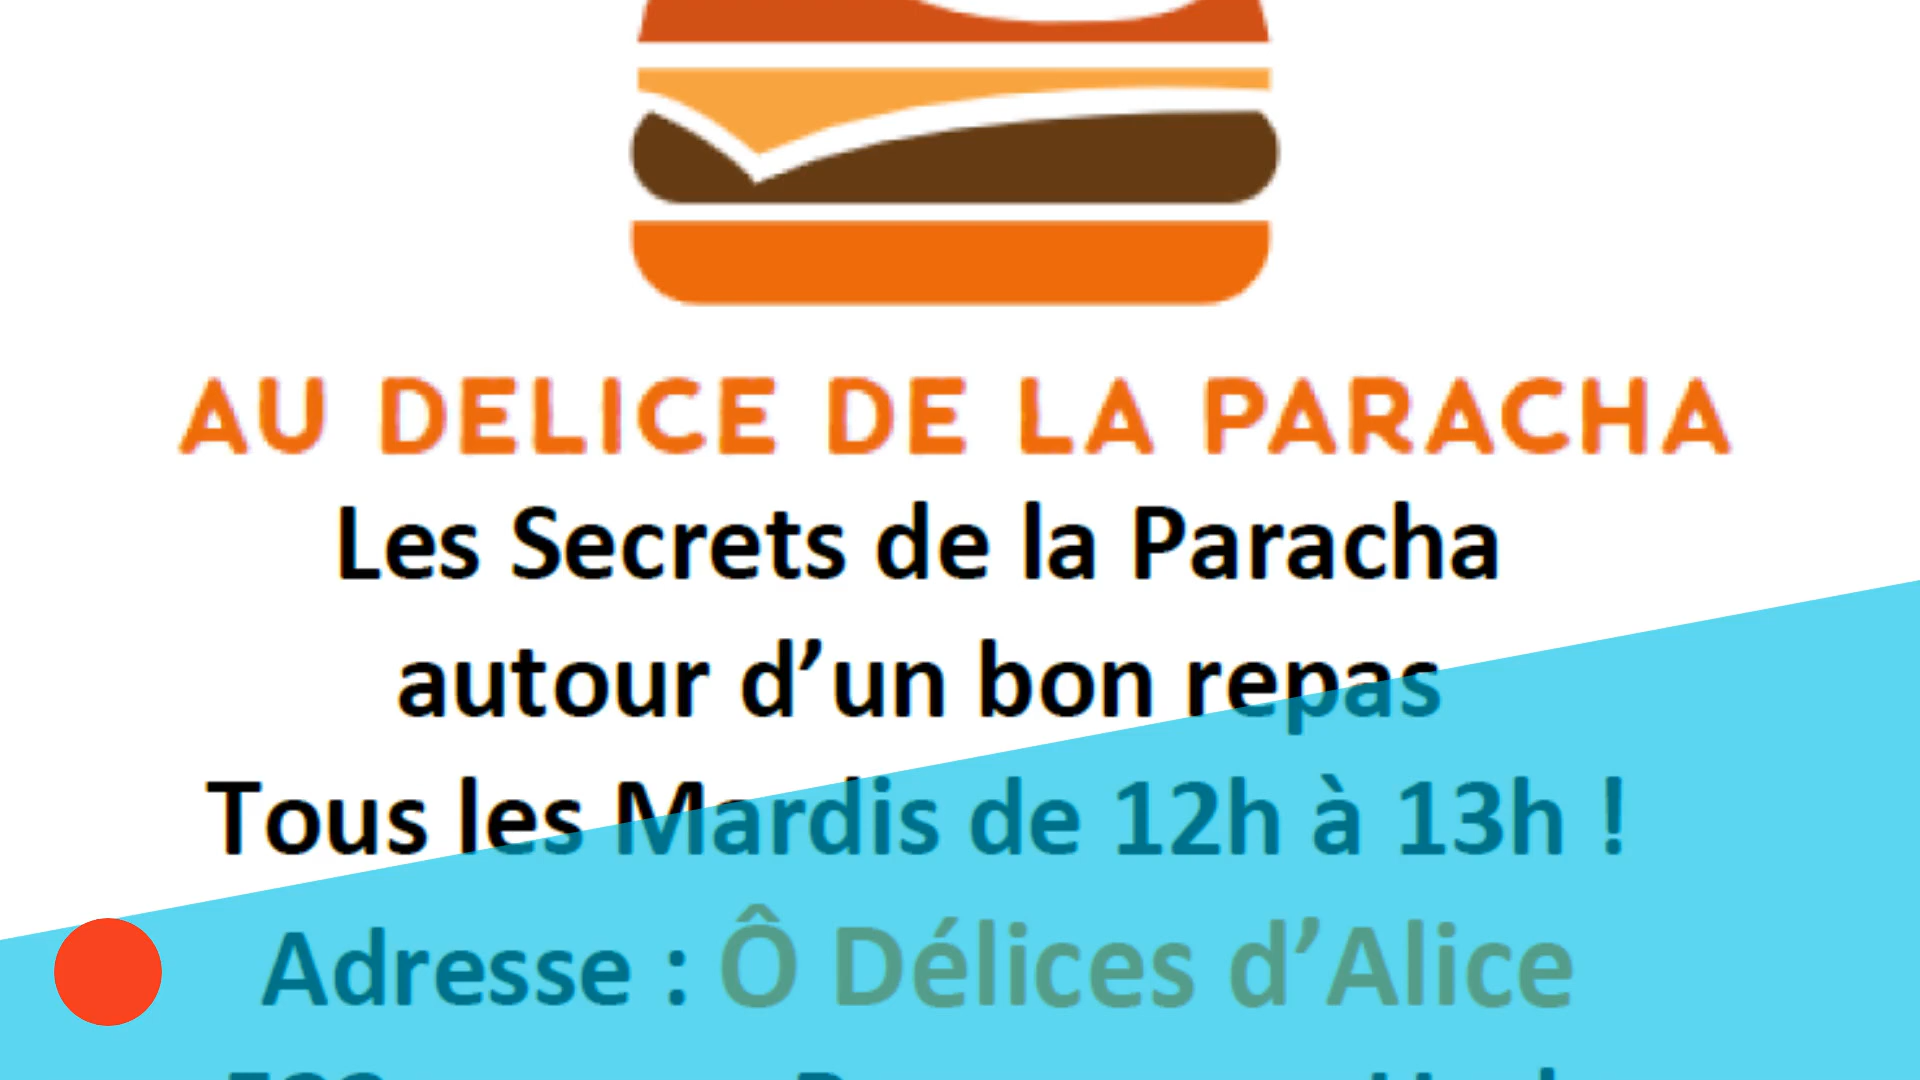 AU DELICE DE LA PARACHA
Les Secrets de la Paracha
autour d’un bon repas
Tous les Mardis de 12h à 13h !
Adresse : Ô Délices d’Alice